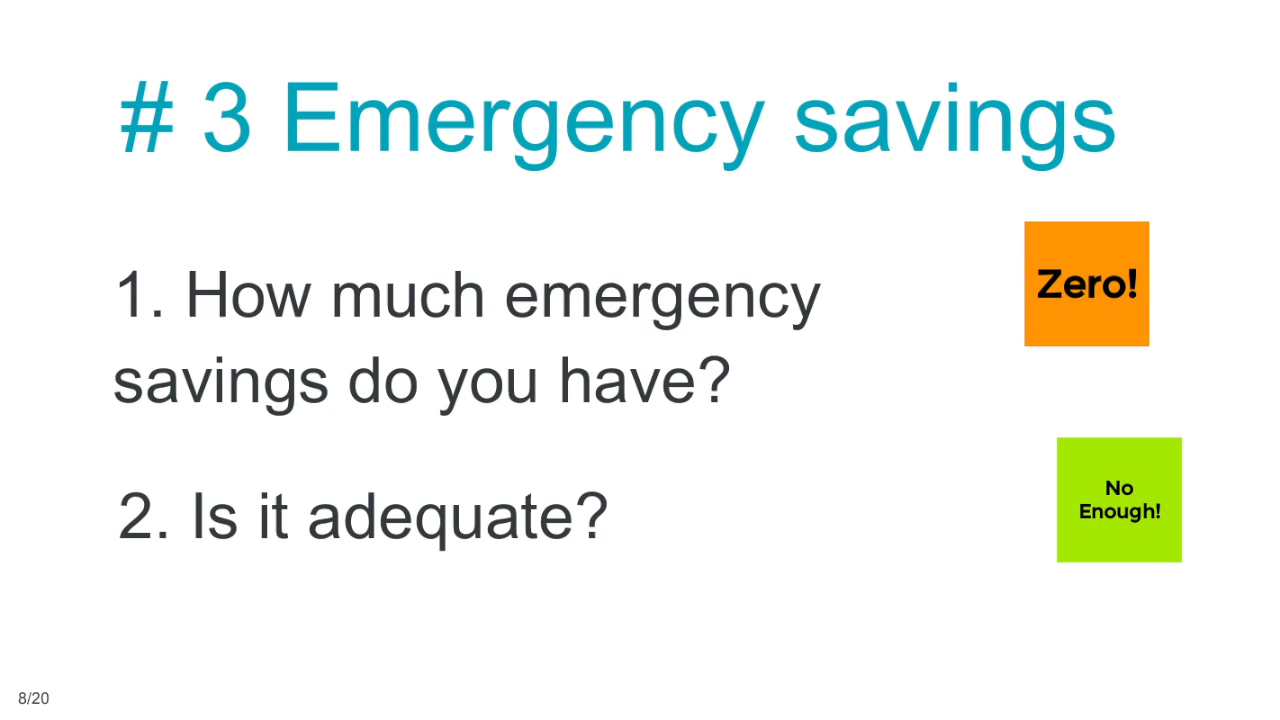 # 3 Emergency savings
1. How much emergency
savings do you have?
Zero!
2. Is it adequate?
No
Enough!
8/20